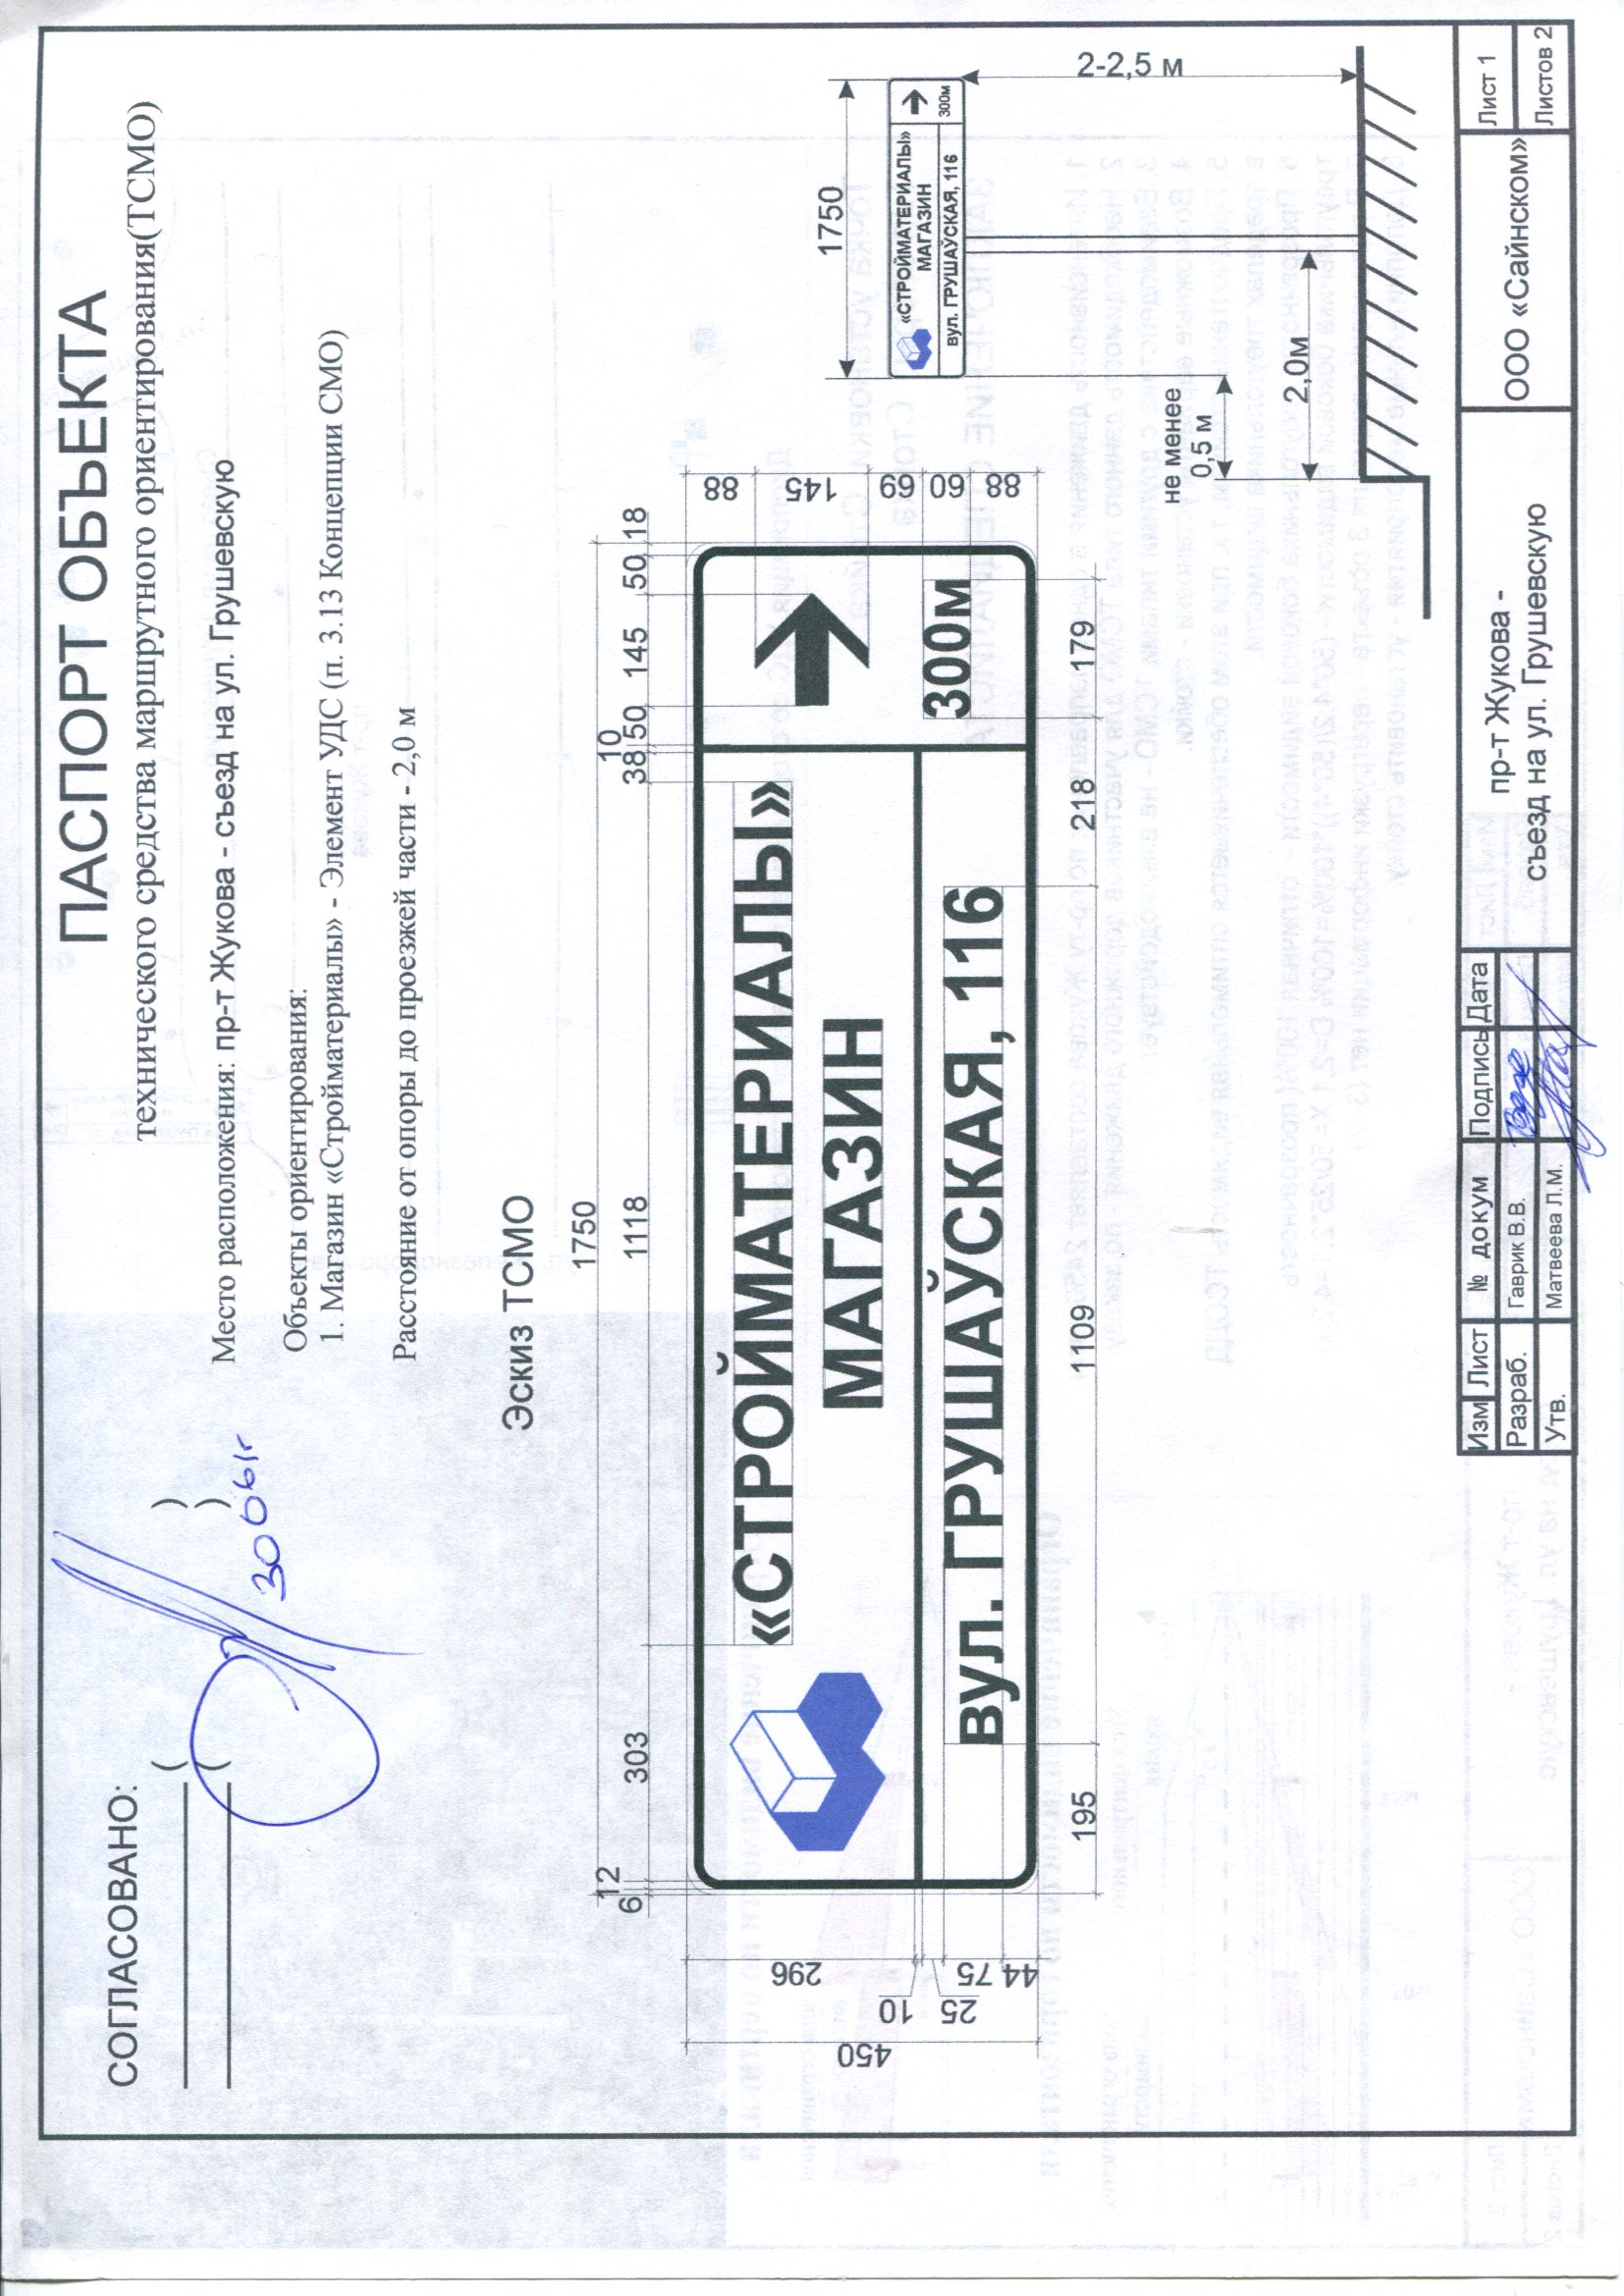 СОГЛАСОВАНО:
( )
( )
30 06 1г
ПАСПОРТ ОБЪЕКТА
технического средства маршрутного ориентирования(ТСМО)
Место расположения: пр-т Жукова - съезд на ул. Грушевскую
Объекты ориентирования:
1. Магазин «Стройматериалы» - Элемент УДС (п. 3.13 Концепции СМО)
Расстояние от опоры до проезжей части - 2,0 м
Эскиз ТСМО
1750
6 12 303 1118 38 10 50 145 50 18
«СТРОЙМАТЕРИАЛЫ»
МАГАЗИН
вул. ГРУШАЎСКАЯ, 116
300м
450
296
10
25
75
44
88
145
69
60
88
195 1109 218 179
1750
«СТРОЙМАТЕРИАЛЫ»
МАГАЗИН
вул. ГРУШАЎСКАЯ, 116
300м
2-2,5 м
не менее
0,5 м
2,0м
Изм Лист № докум Подпись Дата
Разраб. Гаврик В.В.
Утв. Матвеева Л.М.
пр-т Жукова -
съезд на ул. Грушевскую
ООО «Сайнском»
Лист 1
Листов 2